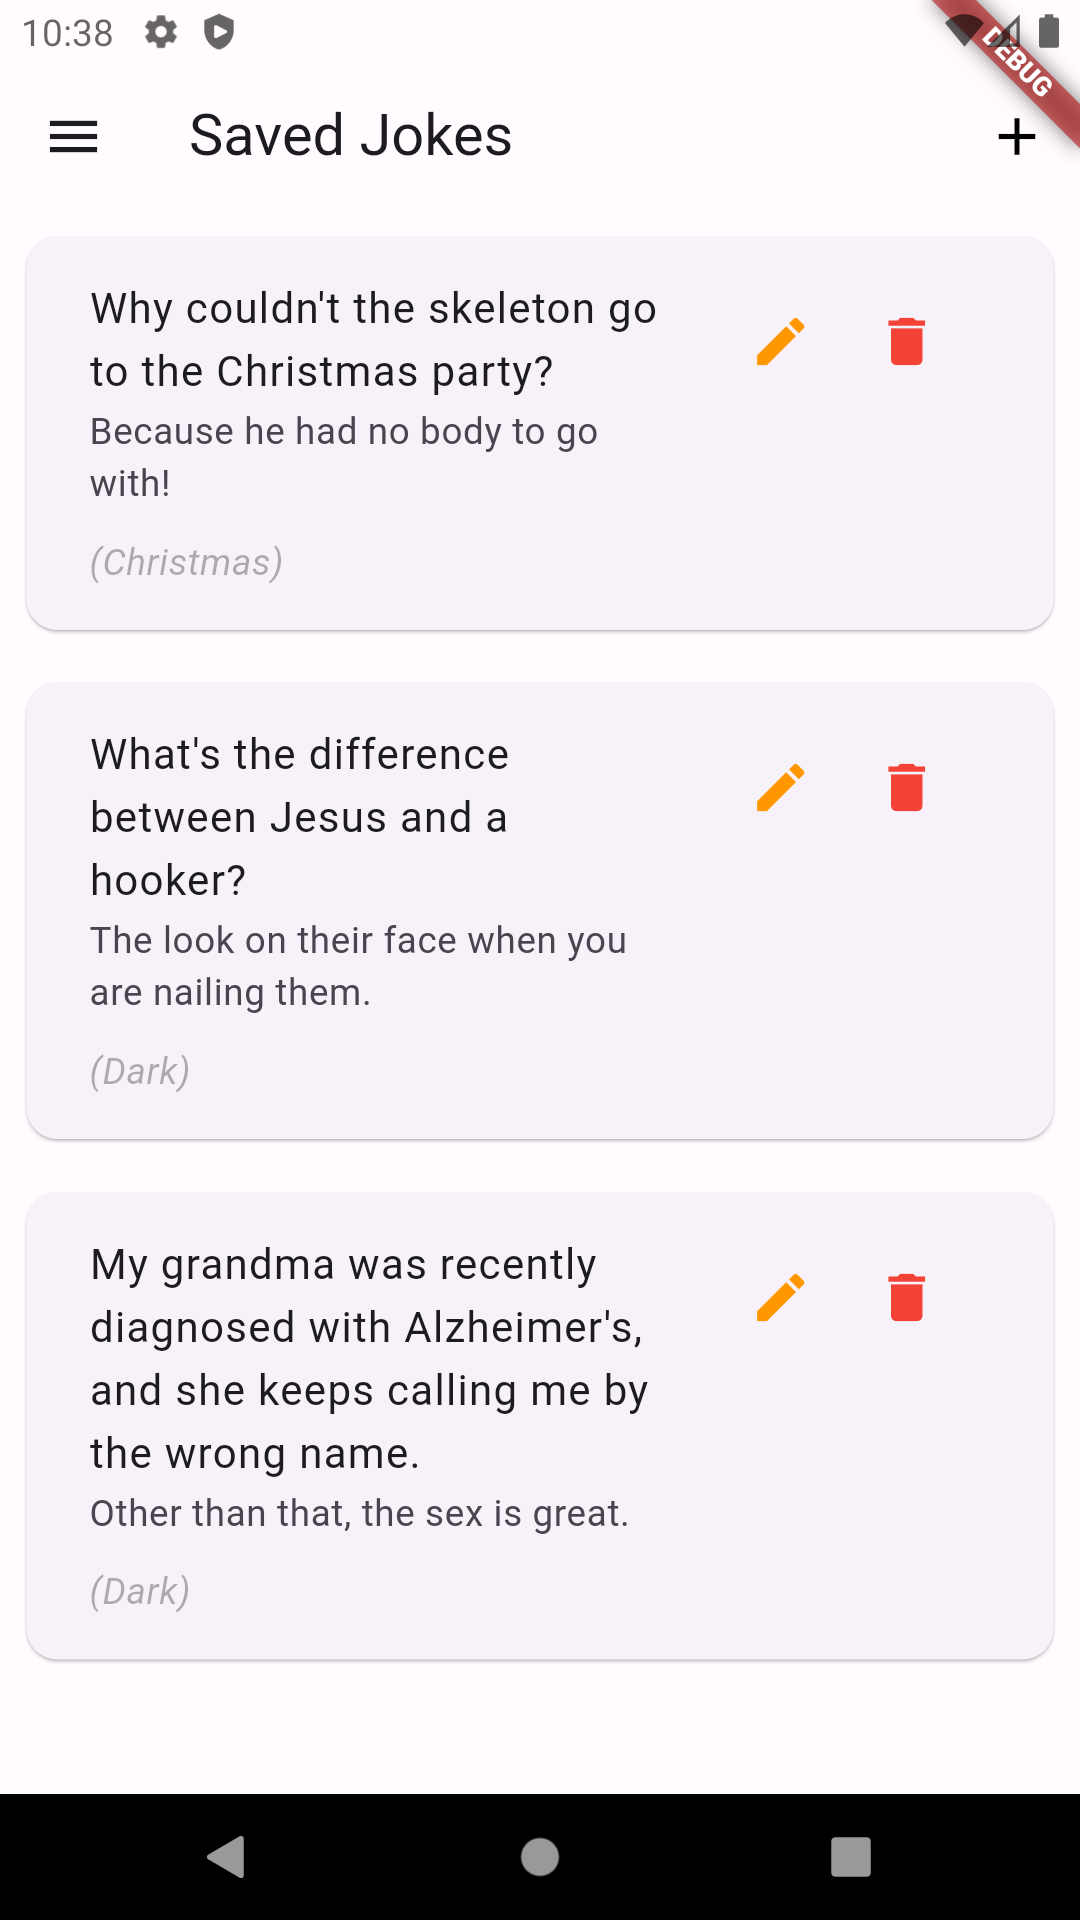 10:38
DEBUG
Saved Jokes
Why couldn't the skeleton go
to the Christmas party?
Because he had no body to go
with!
(Christmas)
What's the difference
between Jesus and a
hooker?
The look on their face when you
are nailing them.
(Dark)
My grandma was recently
diagnosed with Alzheimer's,
and she keeps calling me by
the wrong name.
Other than that, the sex is great.
(Dark)